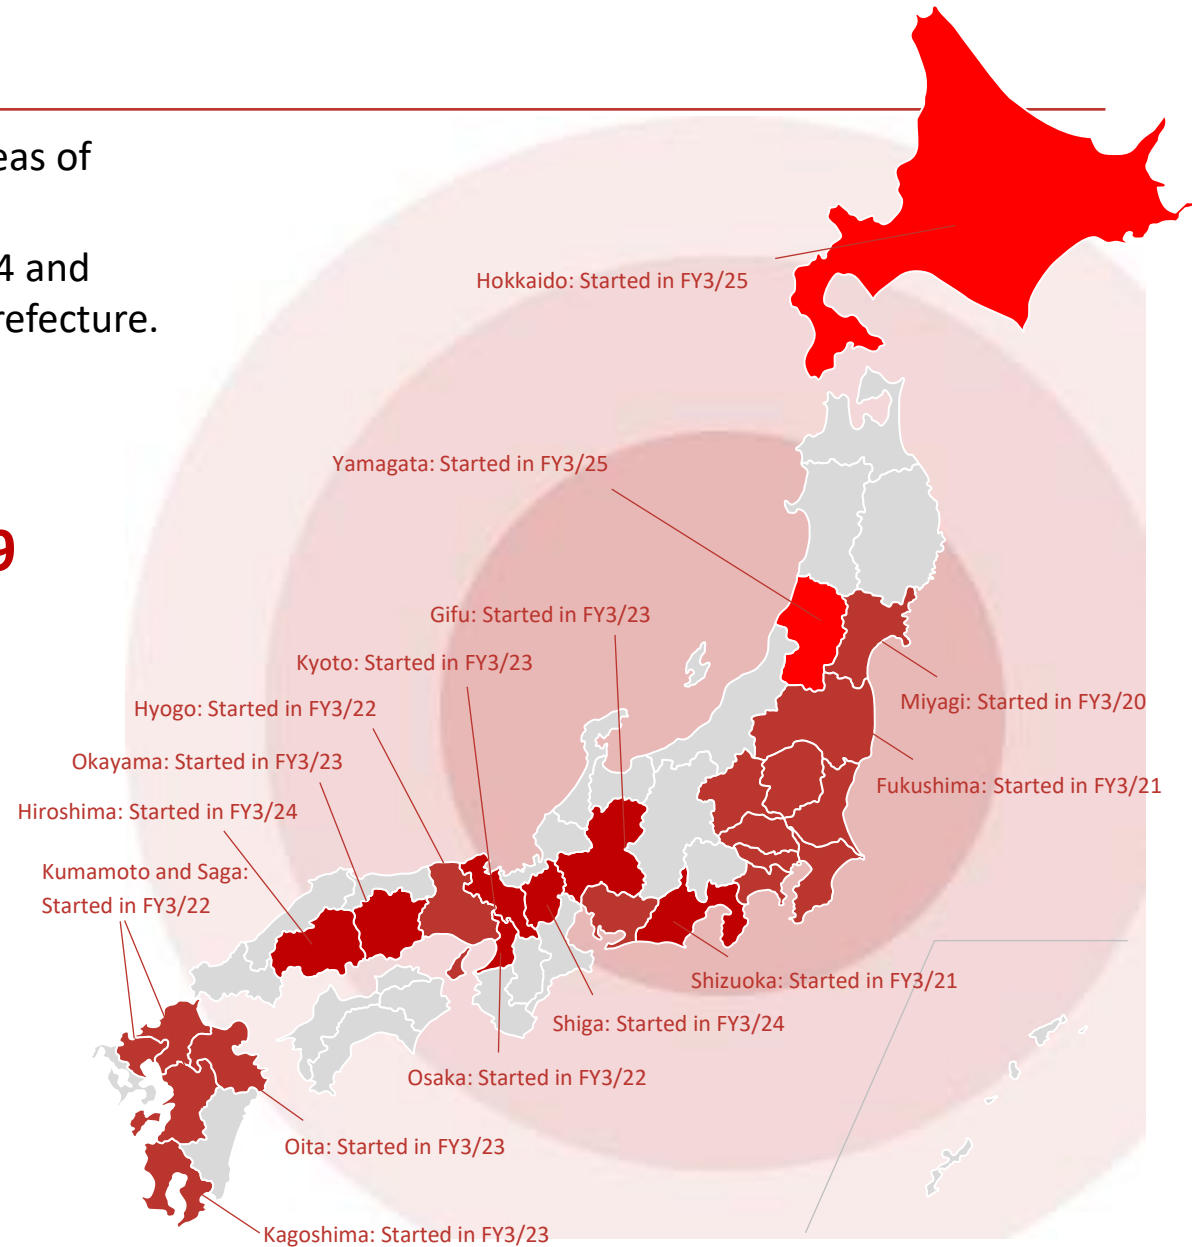 eas of
4 and
refecture.
Hokkaido: Started in FY3/25
Yamagata: Started in FY3/25
9
Gifu: Started in FY3/23
Kyoto: Started in FY3/23
Hyogo: Started in FY3/22
Miyagi: Started in FY3/20
Okayama: Started in FY3/23
Fukushima: Started in FY3/21
Hiroshima: Started in FY3/24
Kumamoto and Saga:
Started in FY3/22
Shizuoka: Started in FY3/21
Shiga: Started in FY3/24
Osaka: Started in FY3/22
Oita: Started in FY3/23
Kagoshima: Started in FY3/23